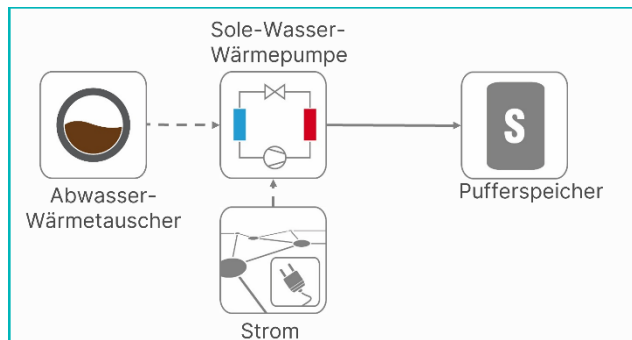 Sole-Wasser-
Wärmepumpe
Abwasser-
Wärmetauscher
S
Pufferspeicher
Strom